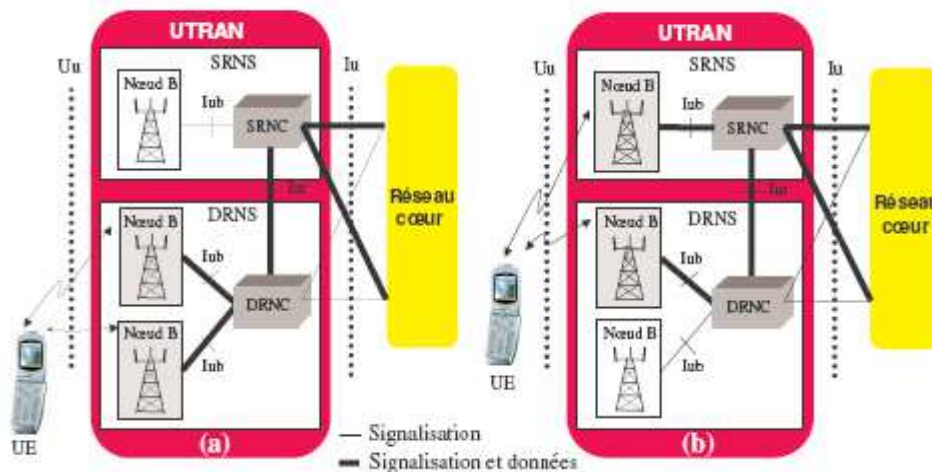 UTRAN
SRNS
Uu
Iu
Nœud B
Iub
SRNC
Iur
Réseau
cœur
DRNS
Nœud B
Iub
DRNC
Nœud B
Iub
UE
(a)
UTRAN
SRNS
Uu
Iu
Nœud B
Iub
SRNC
Iur
Réseau
cœur
DRNS
Nœud B
Iub
DRNC
Nœud B
Iub
UE
(b)
Signalisation
Signalisation et données